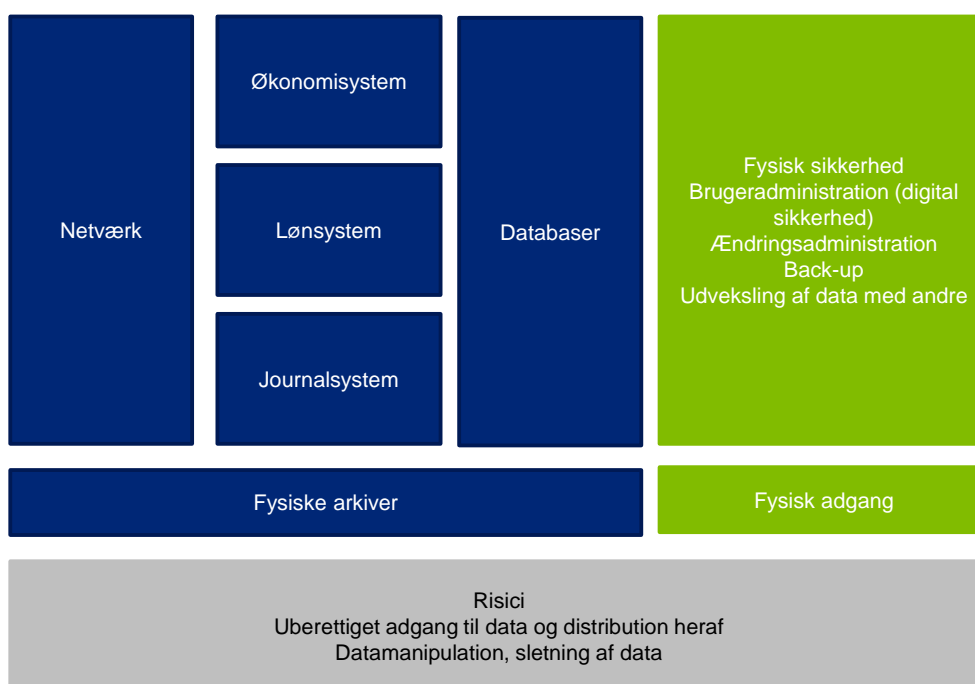 Netværk
Økonomisystem
Lønsystem
Journalsystem
Databaser
Fysisk sikkerhed
Brugeradministration (digital
sikkerhed)
Ændringsadministration
Back-up
Udveksling af data med andre
Fysiske arkiver
Fysisk adgang
Risici
Uberettiget adgang til data og distribution heraf
Datamanipulation, sletning af data